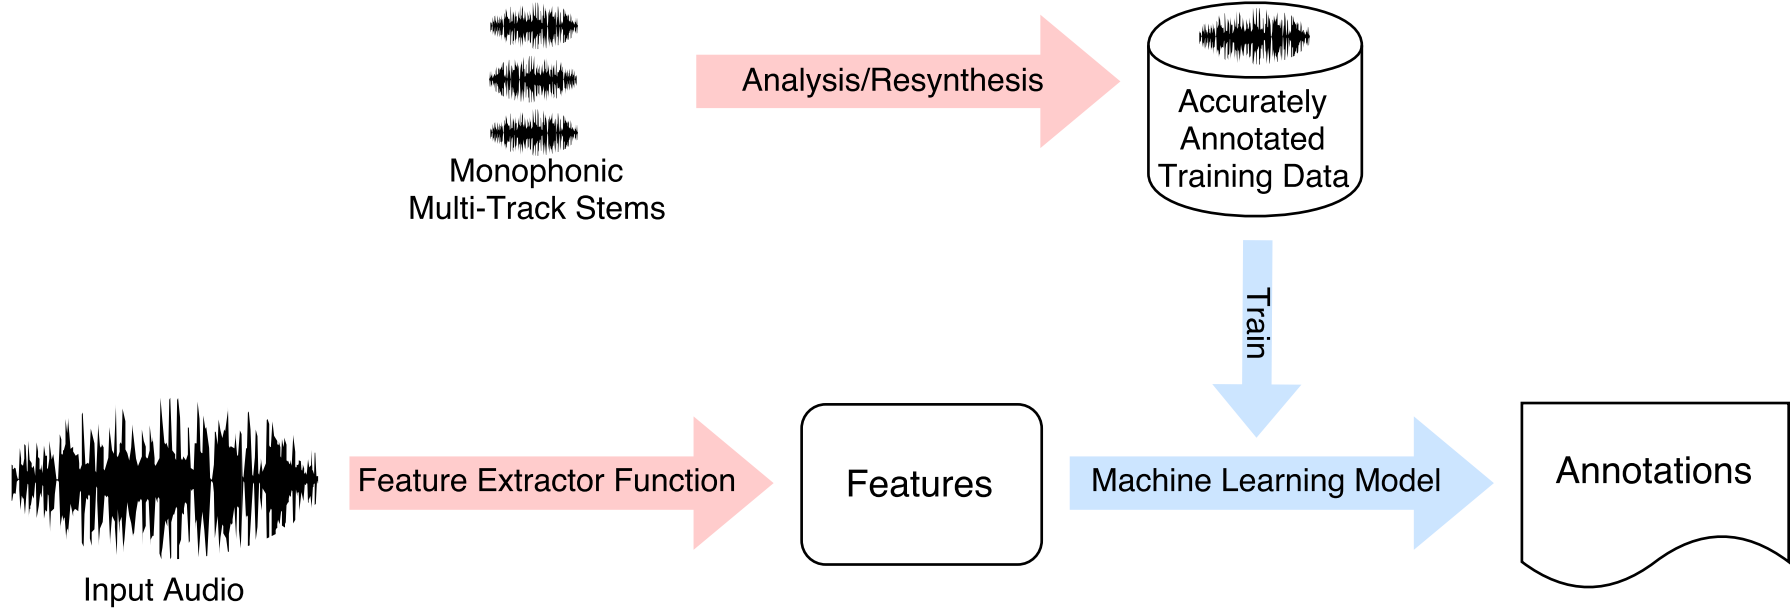 Monophonic
Multi-Track Stems
Analysis/Resynthesis
Accurately
Annotated
Training Data
Train
Input Audio
Feature Extractor Function
Features
Machine Learning Model
Annotations